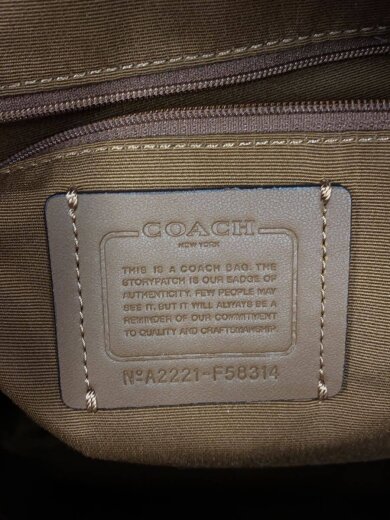 COACH
NEW YORK
THIS IS A COACH BAG. THE
STORYPATCH IS OUR BADGE OF
AUTHENTICITY. FEW PEOPLE MAY
SEE IT. BUT IT WILL ALWAYS BE A
REMINDER OF OUR COMMITMENT
TO QUALITY AND CRAFTSMANSHIP.
Nº A2221-F58314